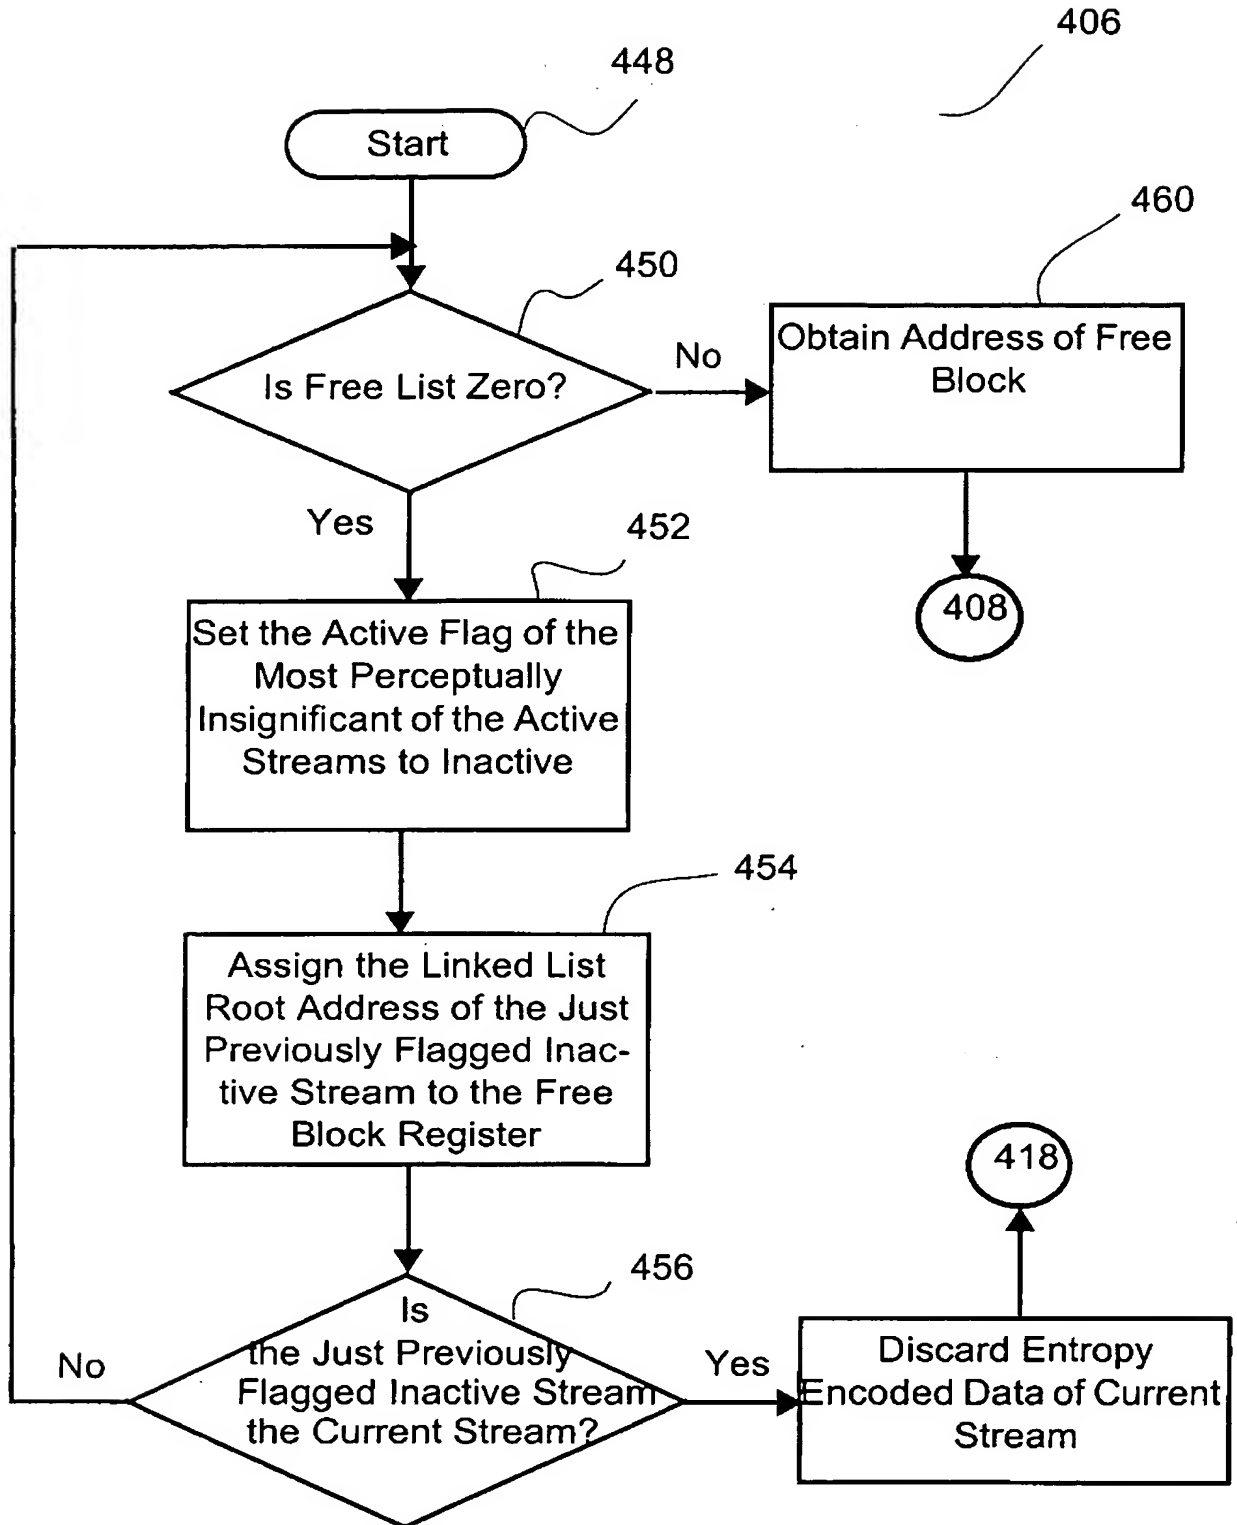 406
448
Start
460
450
Is Free List Zero?
No
Obtain Address of Free
Block
Yes
408
452
Set the Active Flag of the
Most Perceptually
Insignificant of the Active
Streams to Inactive
454
Assign the Linked List
Root Address of the Just
Previously Flagged Inac-
tive Stream to the Free
Block Register
418
456
Is
the Just Previously
Flagged Inactive Stream
the Current Stream?
No
Yes
Discard Entropy
Encoded Data of Current
Stream